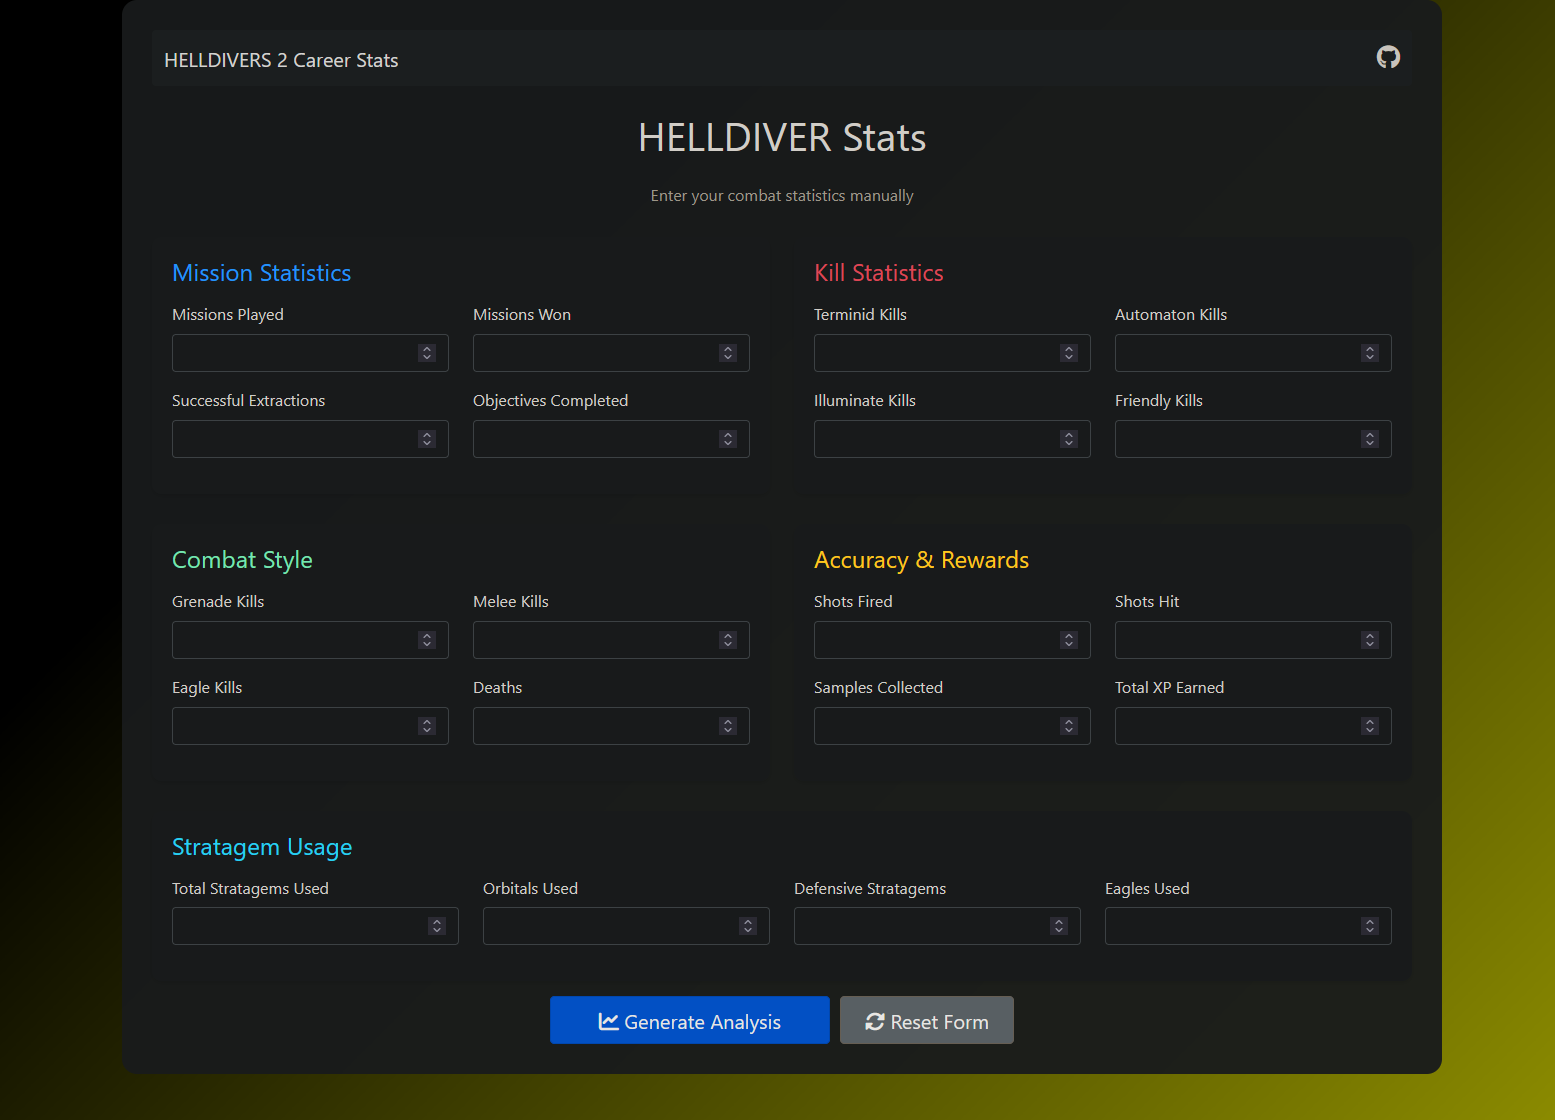 HELLDIVERS 2 Career Stats
HELLDIVER Stats
Enter your combat statistics manually
Mission Statistics
Missions Played
Missions Won
Successful Extractions
Objectives Completed
Kill Statistics
Terminid Kills
Automaton Kills
Illuminate Kills
Friendly Kills
Combat Style
Grenade Kills
Melee Kills
Eagle Kills
Deaths
Accuracy & Rewards
Shots Fired
Shots Hit
Samples Collected
Total XP Earned
Stratagem Usage
Total Stratagems Used
Orbitals Used
Defensive Stratagems
Eagles Used
Generate Analysis
Reset Form